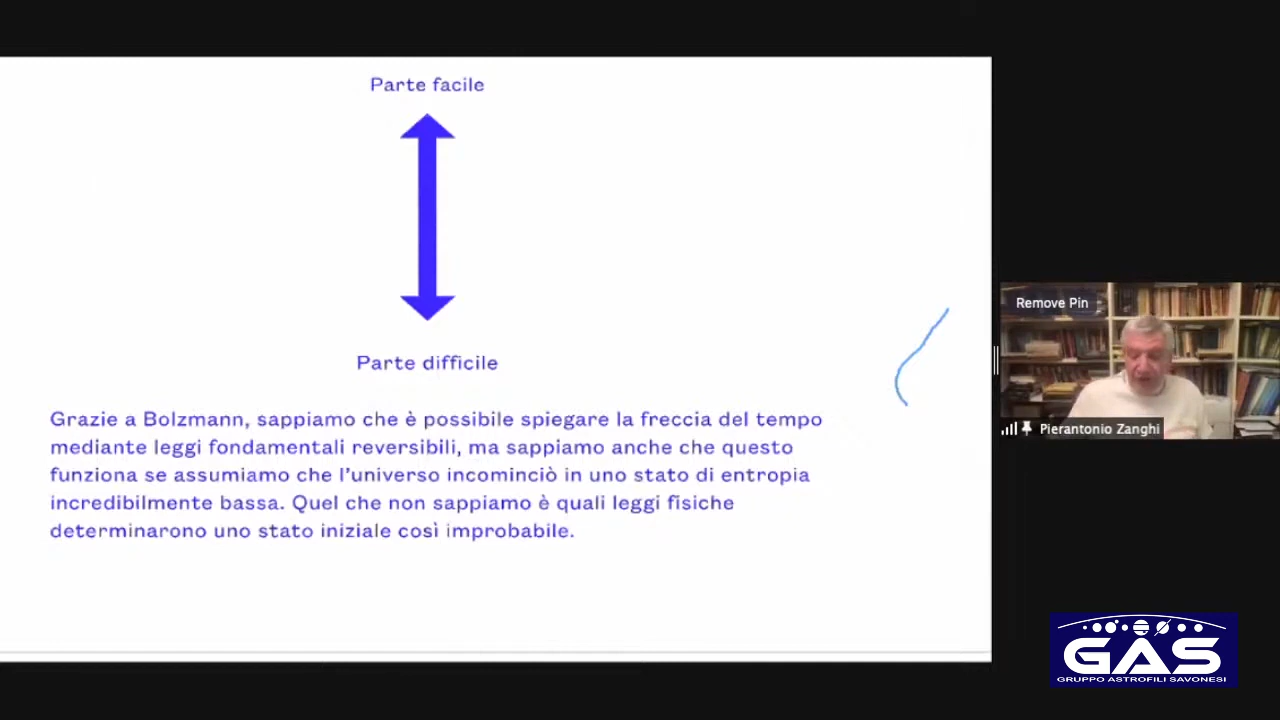 Parte facile
Parte difficile
Grazie a Bolzmann, sappiamo che è possibile spiegare la freccia del tempo
mediante leggi fondamentali reversibili, ma sappiamo anche che questo
funziona se assumiamo che l'universo incominciò in uno stato di entropia
incredibilmente bassa. Quel che non sappiamo è quali leggi fisiche
determinarono uno stato iniziale così improbabile.
Remove Pin
Pierantonio Zanghi
GAS
GRUPPO ASTROFILI SAVONESI